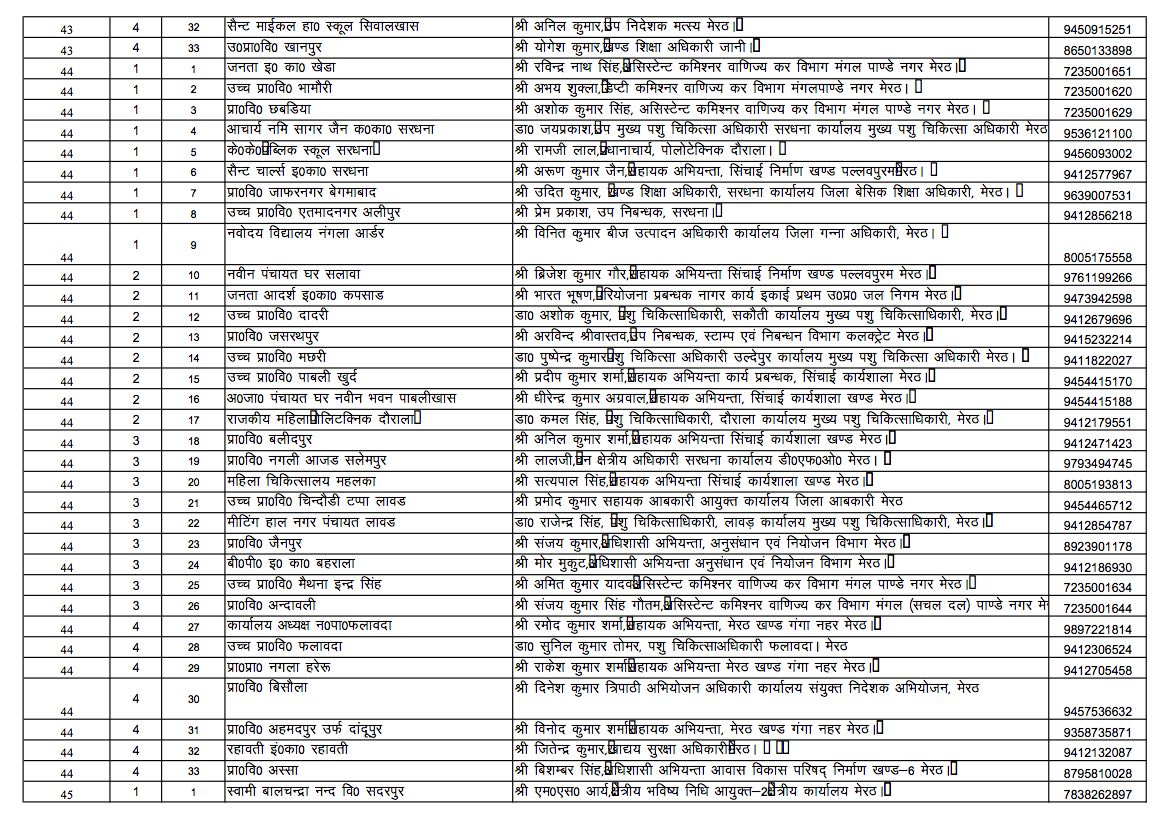 43 4 32 सैन्ट माईकल हा0 स्कूल सिवालखास श्री अनिल कुमार,उप निदेशक मत्स्य मेरठ। 9450915251
43 4 33 उ0प्रा0वि0 खानपुर श्री योगेश कुमार,खण्ड शिक्षा अधिकारी जानी। 8650133898
44 1 1 जनता इ0 का0 खेडा श्री रविन्द्र नाथ सिंह,असिस्टेन्ट कमिश्नर वाणिज्य कर विभाग मंगल पाण्डे नगर मेरठ। 7235001651
44 1 2 उच्च प्रा0वि0 भामौरी श्री अभय शुक्ला,डिप्टी कमिश्नर वाणिज्य कर विभाग मंगलपाण्डे नगर मेरठ। 7235001620
44 1 3 प्रा0वि0 छबडिया श्री अशोक कुमार सिंह, असिस्टेन्ट कमिश्नर वाणिज्य कर विभाग मंगल पाण्डे नगर मेरठ। 7235001629
44 1 4 आचार्य नमि सागर जैन क0का0 सरधना डा0 जयप्रकाश,उप मुख्य पशु चिकित्सा अधिकारी सरधना कार्यालय मुख्य पशु चिकित्सा अधिकारी मेरठ 9536121100
44 1 5 के0के0 पब्लिक स्कूल सरधना श्री रामजी लाल,प्रधानाचार्य, पोलोटेक्निक दौराला। 9456093002
44 1 6 सैन्ट चार्ल्स इ0का0 सरधना श्री अरूण कुमार जैन,सहायक अभियन्ता, सिंचाई निर्माण खण्ड पल्लवपुरम मेरठ। 9412577967
44 1 7 प्रा0वि0 जाफरनगर बेगमाबाद श्री उदित कुमार, खण्ड शिक्षा अधिकारी, सरधना कार्यालय जिला बेसिक शिक्षा अधिकारी, मेरठ। 9639007531
44 1 8 उच्च प्रा0वि0 एतमादनगर अलीपुर श्री प्रेम प्रकाश, उप निबन्धक, सरधना। 9412856218
44 1 9 नवोदय विद्यालय नंगला आर्डर श्री विनित कुमार बीज उत्पादन अधिकारी कार्यालय जिला गन्ना अधिकारी, मेरठ। 8005175558
44 2 10 नवीन पंचायत घर सलावा श्री ब्रिजेश कुमार गौर,सहायक अभियन्ता सिंचाई निर्माण खण्ड पल्लवपुरम मेरठ। 9761199266
44 2 11 जनता आदर्श इ0का0 कपसाड श्री भारत भूषण,परियोजना प्रबन्धक नागर कार्य इकाई प्रथम उ0प्र0 जल निगम मेरठ। 9473942598
44 2 12 उच्च प्रा0वि0 दादरी डा0 अशोक कुमार, पशु चिकित्साधिकारी, सकौती कार्यालय मुख्य पशु चिकित्साधिकारी, मेरठ। 9412679696
44 2 13 प्रा0वि0 जसरथपुर श्री अरविन्द श्रीवास्तव,उप निबन्धक, स्टाम्प एवं निबन्धन विभाग कलक्ट्रेट मेरठ। 9415232214
44 2 14 उच्च प्रा0वि0 मछरी डा0 पुष्पेन्द्र कुमार पशु चिकित्सा अधिकारी उल्देपुर कार्यालय मुख्य पशु चिकित्सा अधिकारी मेरठ। 9411822027
44 2 15 उच्च प्रा0वि0 पाबली खुर्द श्री प्रदीप कुमार शर्मा,सहायक अभियन्ता कार्य प्रबन्धक, सिंचाई कार्यशाला मेरठ। 9454415170
44 2 16 अ0जा0 पंचायत घर नवीन भवन पाबलीखास श्री धीरेन्द्र कुमार अग्रवाल,सहायक अभियन्ता, सिंचाई कार्यशाला मेरठ। 9454415188
44 2 17 राजकीय महिला पोलिटक्निक दौराला डा0 कमल सिंह, पशु चिकित्साधिकारी, दौराला कार्यालय मुख्य पशु चिकित्साधिकारी, मेरठ। 9412179551
44 3 18 प्रा0वि0 बलीदपुर श्री अनिल कुमार शर्मा,सहायक अभियन्ता सिंचाई कार्यशाला खण्ड मेरठ। 9412471423
44 3 19 प्रा0वि0 नगली आजड सलेमपुर श्री लालजी,वन क्षेत्रीय अधिकारी सरधना कार्यालय डी0एफ0ओ0 मेरठ। 9793494745
44 3 20 महिला चिकित्सालय महलका श्री सत्यपाल सिंह,सहायक अभियन्ता सिंचाई कार्यशाला खण्ड मेरठ। 8005193813
44 3 21 उच्च प्रा0वि0 चिन्दौडी टप्पा लावड श्री प्रमोद कुमार सहायक आबकारी आयुक्त कार्यालय जिला आबकारी मेरठ 9454465712
44 3 22 मीटिंग हाल नगर पंचायत लावड डा0 राजेन्द्र सिंह, पशु चिकित्साधिकारी, लावड़ कार्यालय मुख्य पशु चिकित्साधिकारी, मेरठ। 9412854787
44 3 23 प्रा0वि0 जैनपुर श्री संजय कुमार,अधिशासी अभियन्ता, अनुसंधान एवं नियोजन विभाग मेरठ। 8923901178
44 3 24 बी0पी0 इ0 का0 बहराला श्री मोर मुकुट,अधिशासी अभियन्ता अनुसंधान एवं नियोजन विभाग मेरठ। 9412186930
44 3 25 उच्च प्रा0वि0 मैथना इन्द्र सिंह श्री अमित कुमार यादव असिस्टेन्ट कमिश्नर वाणिज्य कर विभाग मंगल पाण्डे नगर मेरठ। 7235001634
44 3 26 प्रा0वि0 अन्दावली श्री संजय कुमार सिंह गौतम,असिस्टेन्ट कमिश्नर वाणिज्य कर विभाग मंगल (सचल दल) पाण्डे नगर मे 7235001644
44 4 27 कार्यालय अध्यक्ष न0पा0फलावदा श्री रमोद कुमार शर्मा,सहायक अभियन्ता, मेरठ खण्ड गंगा नहर मेरठ। 9897221814
44 4 28 उच्च प्रा0वि0 फलावदा डा0 सुनिल कुमार तोमर, पशु चिकित्साअधिकारी फलावदा। मेरठ 9412306524
44 4 29 प्रा0प्रा0 नगला हरेरू श्री राकेश कुमार शर्मा सहायक अभियन्ता मेरठ खण्ड गंगा नहर मेरठ। 9412705458
44 4 30 प्रा0वि0 बिसौला श्री दिनेश कुमार त्रिपाठी अभियोजन अधिकारी कार्यालय संयुक्त निदेशक अभियोजन, मेरठ 9457536632
44 4 31 प्रा0वि0 अहमदपुर उर्फ दांदूपुर श्री विनोद कुमार शर्मा सहायक अभियन्ता, मेरठ खण्ड गंगा नहर मेरठ। 9358735871
44 4 32 रहावती इं0का0 रहावती श्री जितेन्द्र कुमार,खाद्यय सुरक्षा अधिकारी मेरठ। 9412132087
44 4 33 प्रा0वि0 अस्सा श्री बिशम्बर सिंह,अधिशासी अभियन्ता आवास विकास परिषद् निर्माण खण्ड–6 मेरठ। 8795810028
45 1 1 स्वामी बालचन्द्रा नन्द वि0 सदरपुर श्री एम0एस0 आर्य,क्षेत्रीय भविष्य निधि आयुक्त–2 क्षेत्रीय कार्यालय मेरठ। 7838262897